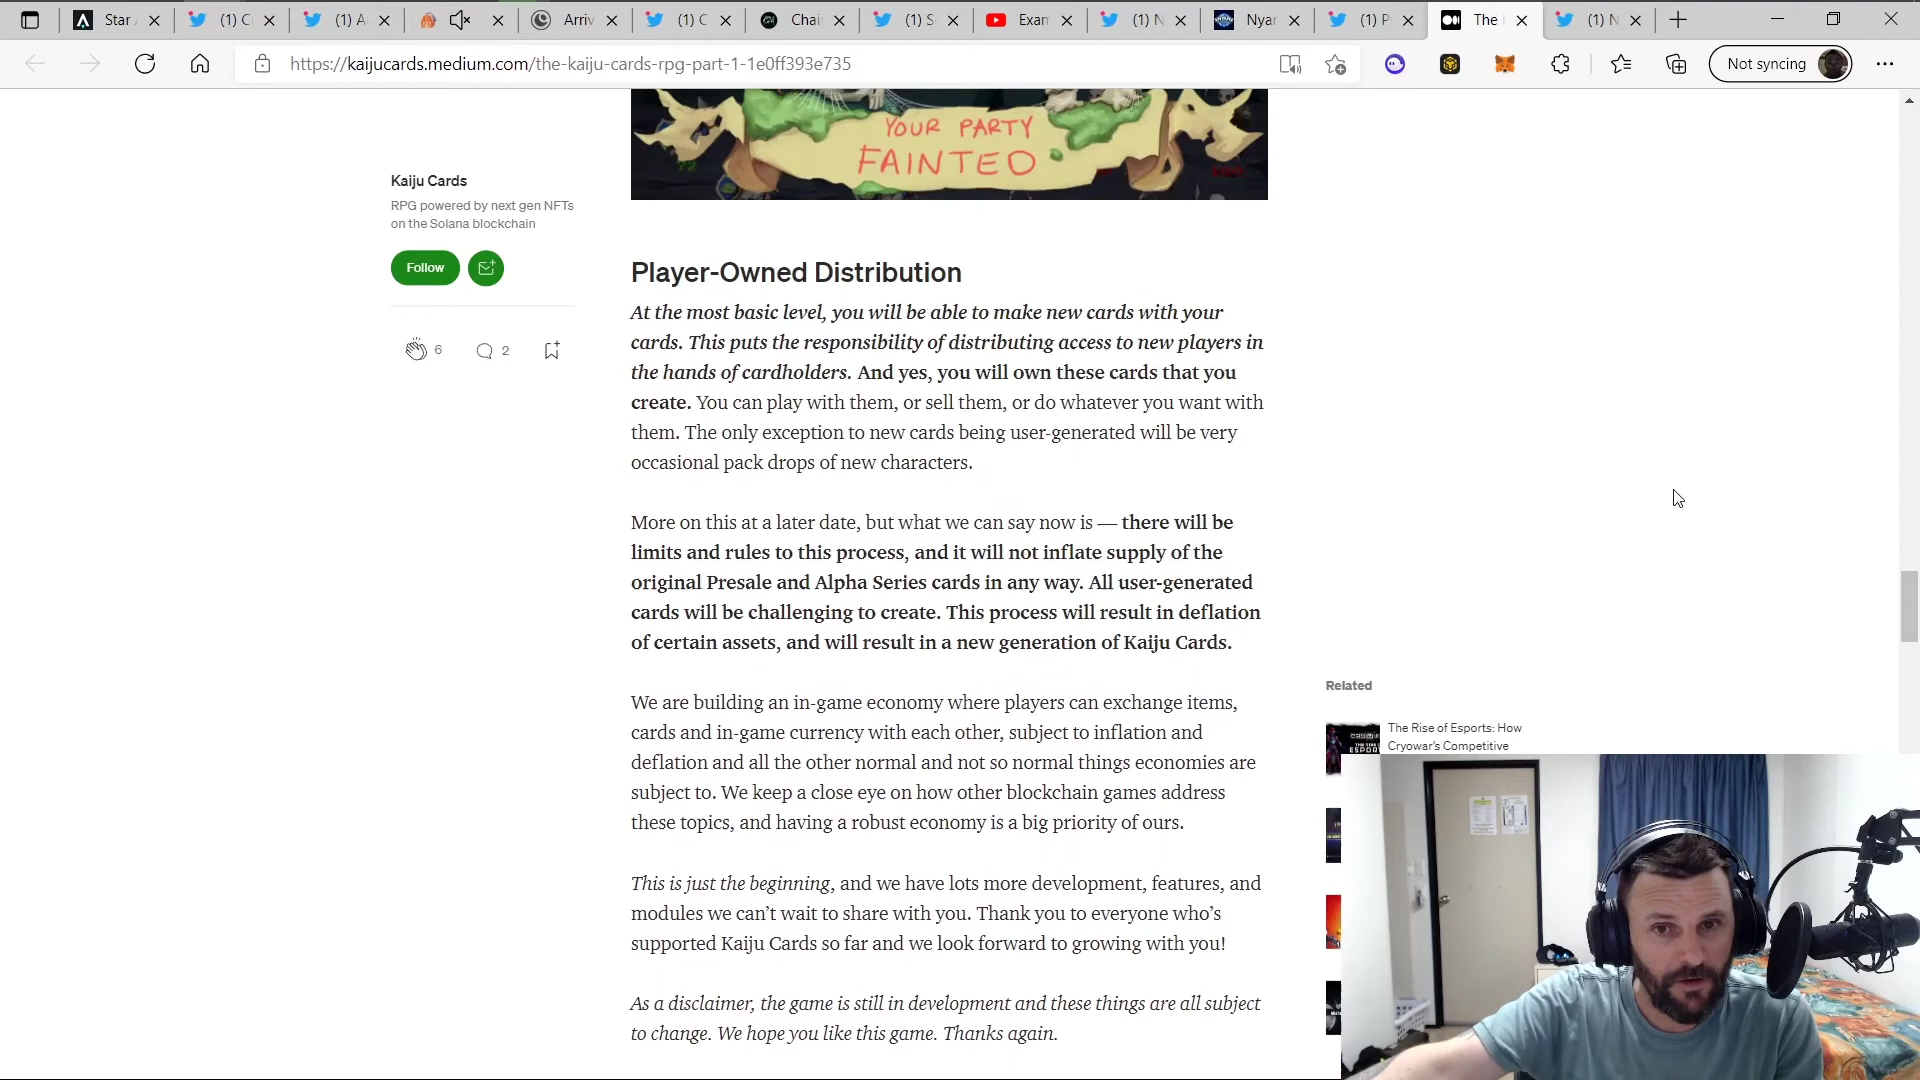 Star
(1) C
(1) A
Arriv
(1) C
Chai
(1) S
Exan
(1) N
Nyar
(1) P
The
(1) N
https://kaijucards.medium.com/the-kaiju-cards-rpg-part-1-1e0ff393e735
Not syncing
YOUR PARTY
FAINTED
Kaiju Cards
RPG powered by next gen NFTs
on the Solana blockchain
Follow
6
2
Player-Owned Distribution
At the most basic level, you will be able to make new cards with your
cards. This puts the responsibility of distributing access to new players in
the hands of cardholders. And yes, you will own these cards that you
create. You can play with them, or sell them, or do whatever you want with
them. The only exception to new cards being user-generated will be very
occasional pack drops of new characters.
More on this at a later date, but what we can say now is — there will be
limits and rules to this process, and it will not inflate supply of the
original Presale and Alpha Series cards in any way. All user-generated
cards will be challenging to create. This process will result in deflation
of certain assets, and will result in a new generation of Kaiju Cards.
We are building an in-game economy where players can exchange items,
cards and in-game currency with each other, subject to inflation and
deflation and all the other normal and not so normal things economies are
subject to. We keep a close eye on how other blockchain games address
these topics, and having a robust economy is a big priority of ours.
This is just the beginning, and we have lots more development, features, and
modules we can't wait to share with you. Thank you to everyone who's
supported Kaiju Cards so far and we look forward to growing with you!
As a disclaimer, the game is still in development and these things are all subject
to change. We hope you like this game. Thanks again.
Related
The Rise of Esports: How
Cryowar's Competitive